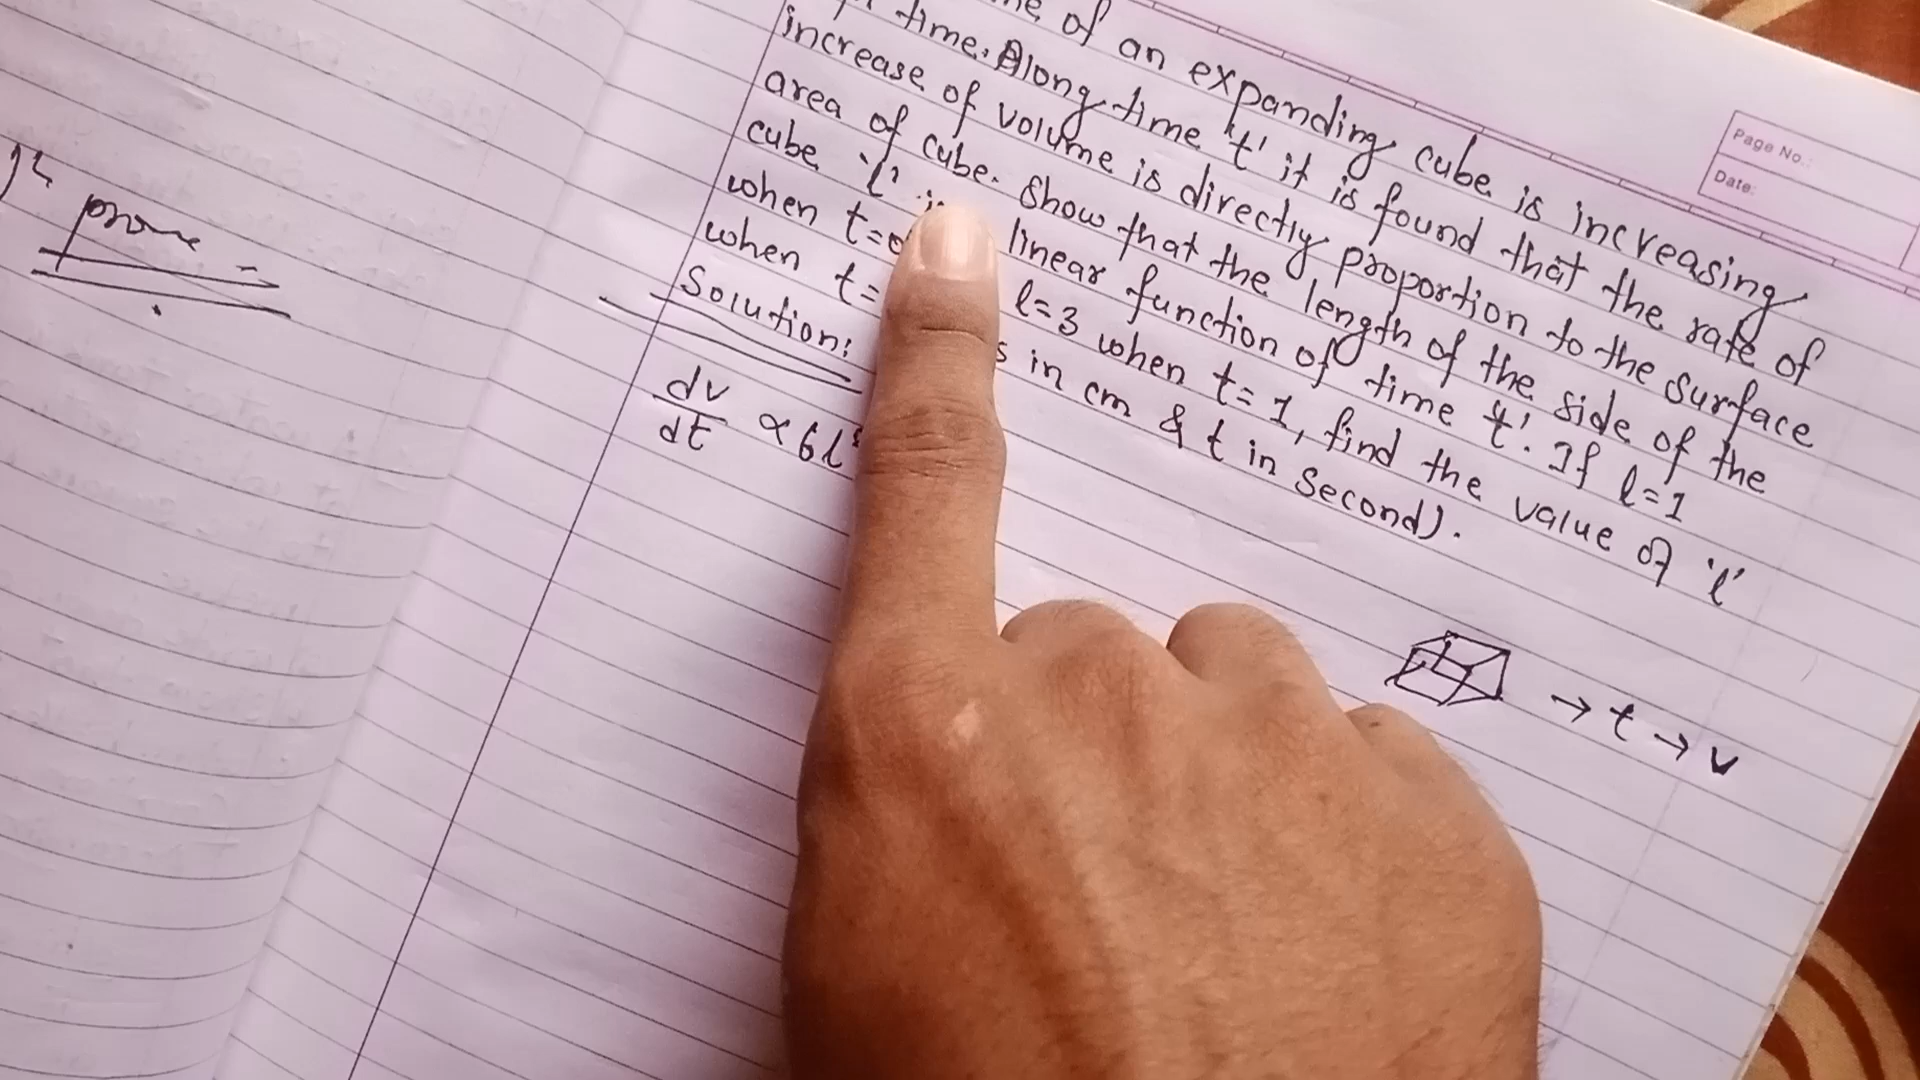 of an expanding cube is increasing
time. Along time 't' it is found that the rate of
increase of volume is directly proportion to the surface
area of cube. Show that the length of the side of the
cube 'l' linear function of time 't'. If l=1
when t=0 l=3 when t=1, find the value of 'l'
when t= in cm & t in second).
Solution:
dv/dt ∝ 6l²
→ t → v
prove
Page No.:
Date: